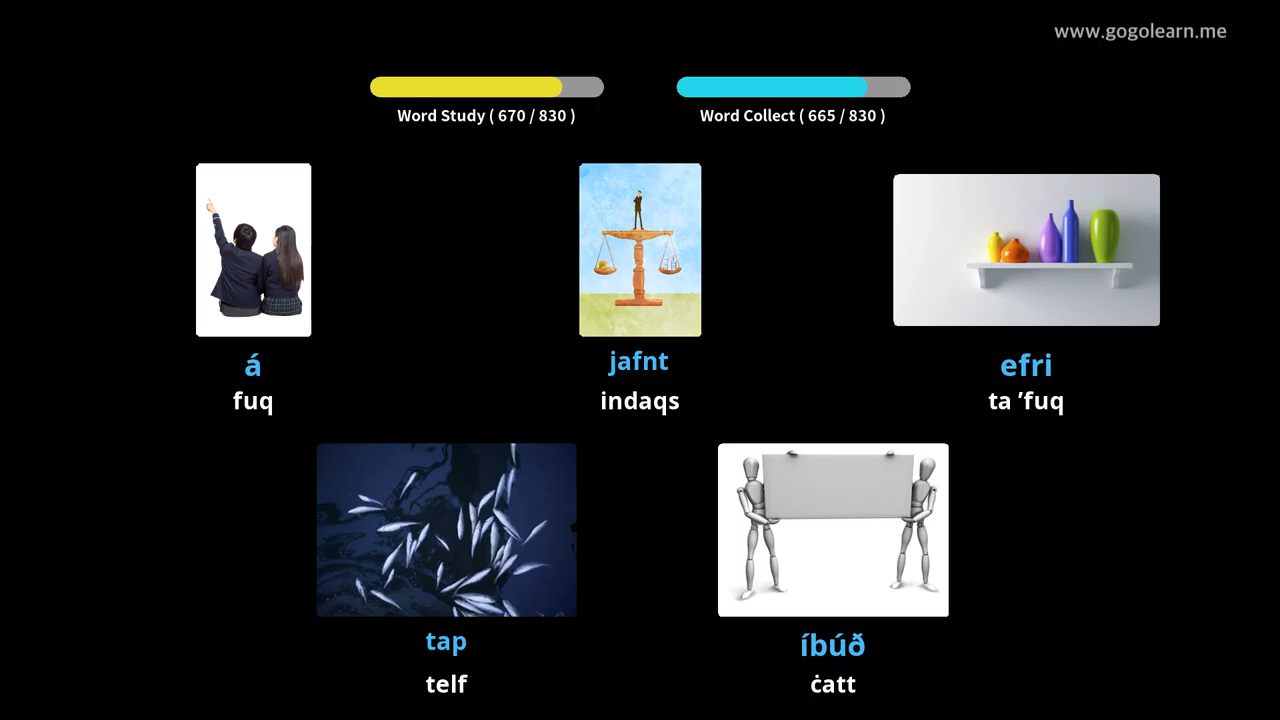 www.gogolearn.me
Word Study ( 670 / 830 )
Word Collect ( 665 / 830 )
á
fuq
jafnt
indaqs
efri
ta ’fuq
tap
telf
íbúð
ċatt